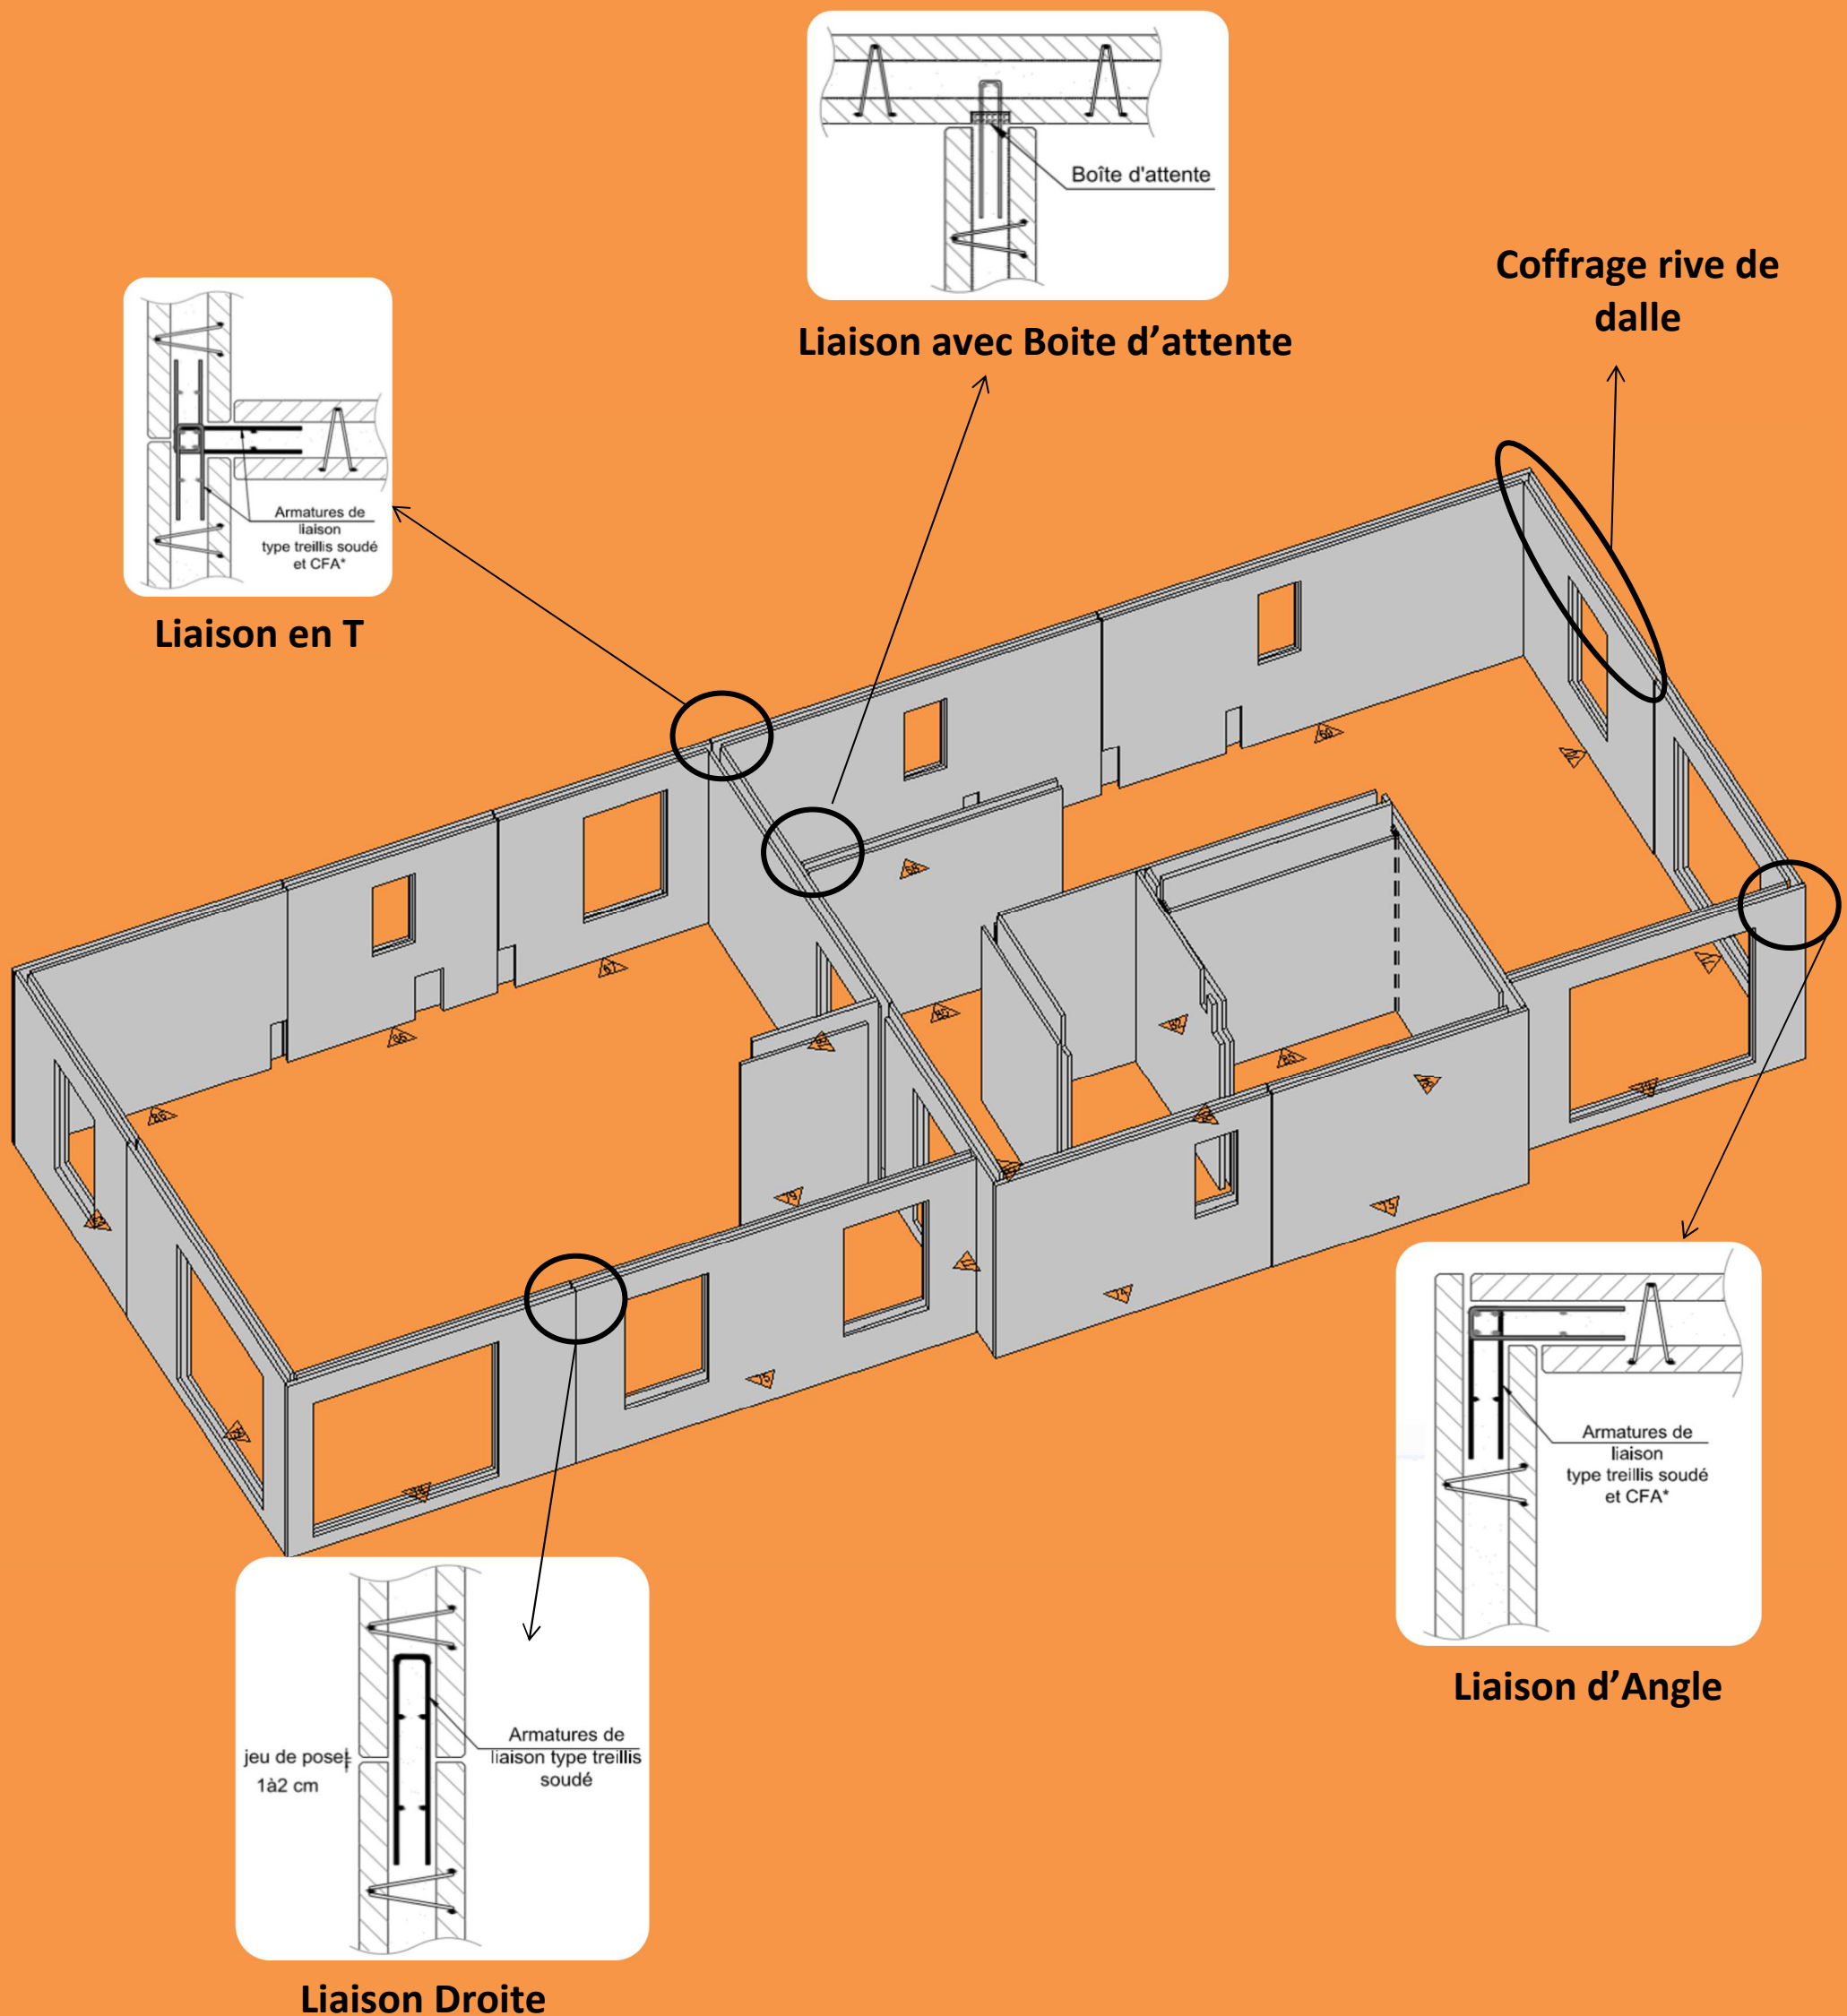 Boîte d'attente
Liaison avec Boite d’attente
Coffrage rive de
dalle
Armatures de
liaison
type treillis soudé
et CFA*
Liaison en T
Armatures de
liaison
type treillis soudé
et CFA*
Liaison d’Angle
jeu de pose
1à2 cm
Armatures de
liaison type treillis
soudé
Liaison Droite